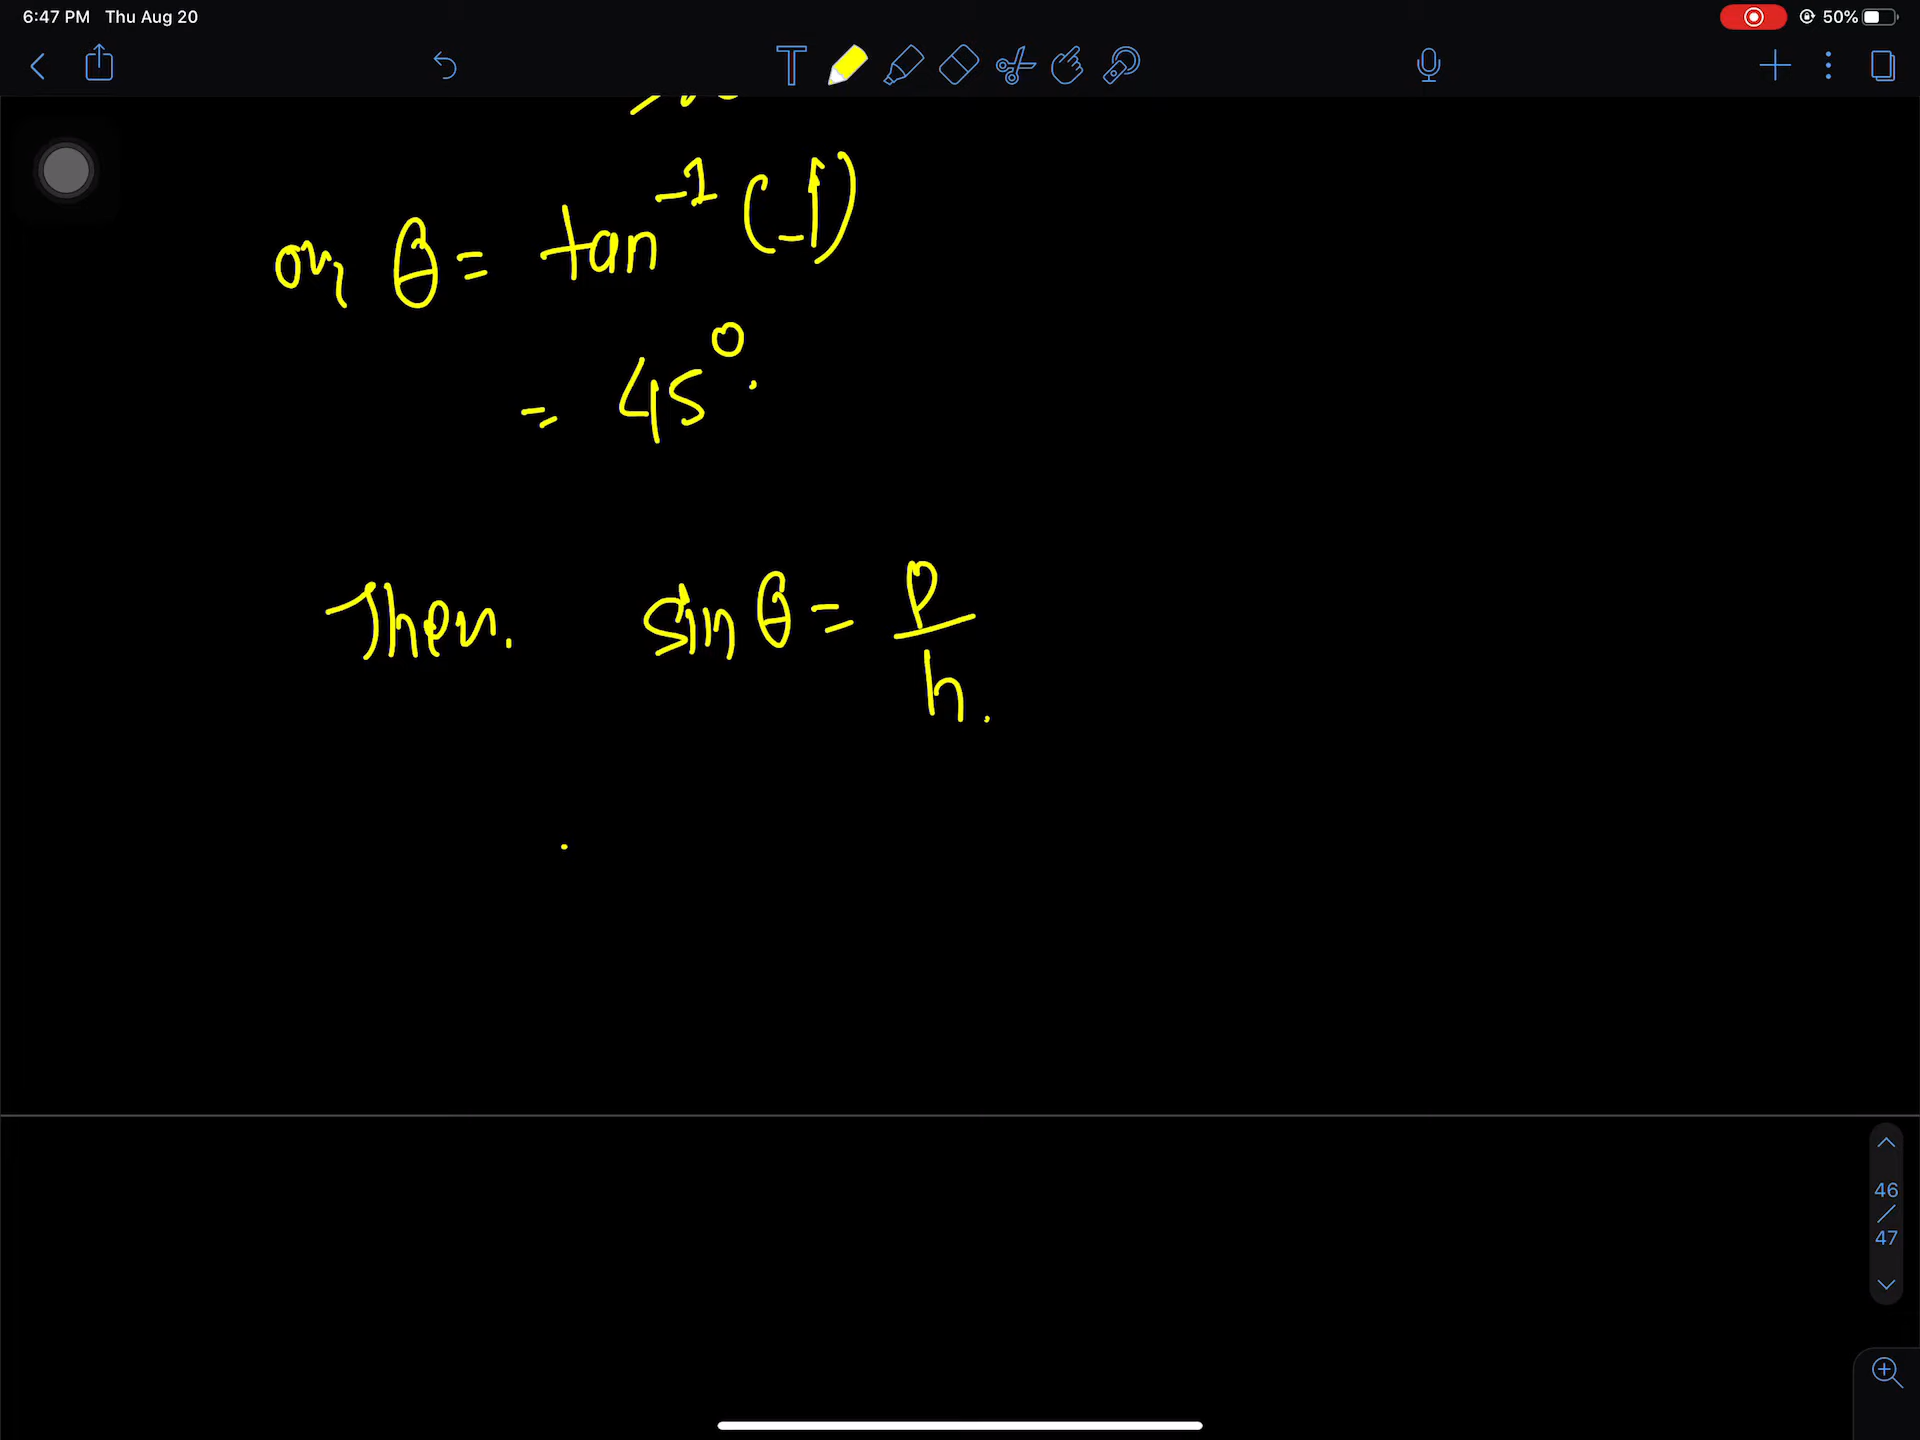 6:47 PM Thu Aug 20
50%
T
or, θ = tan⁻¹ (-1)
= 45°.
Then. sin θ = p/h.
46
/
47